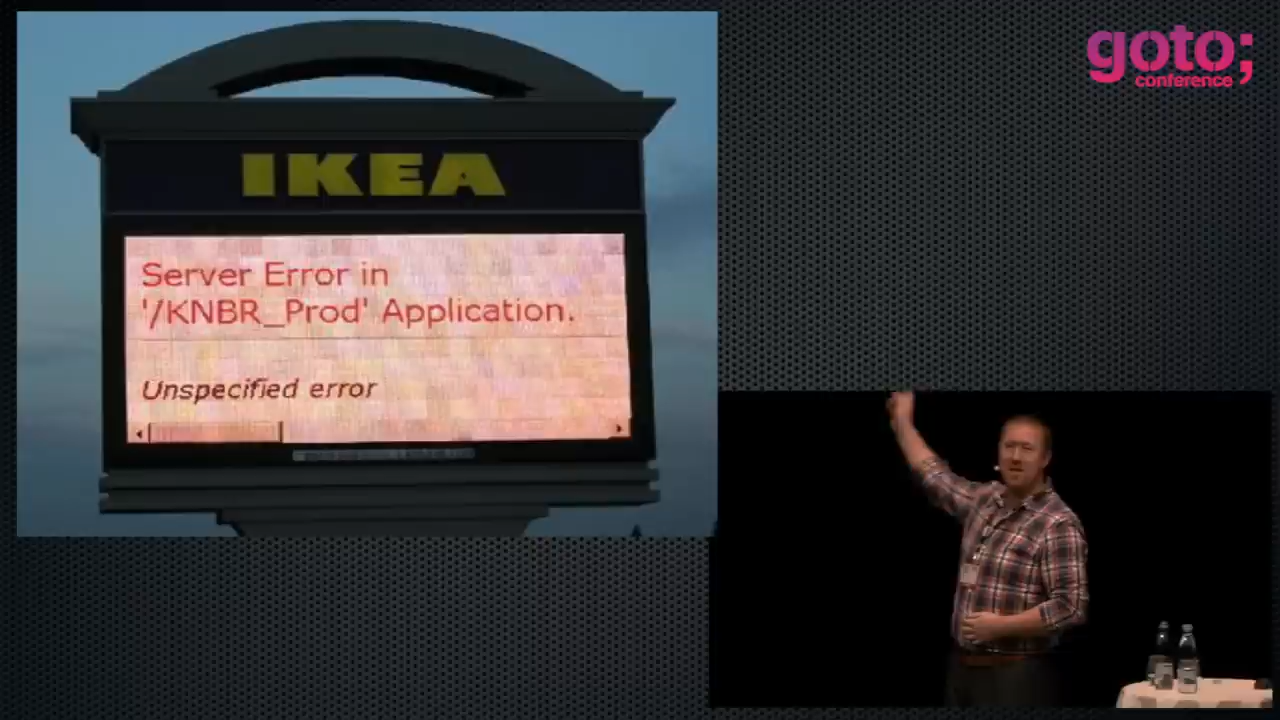 goto;
conference
IKEA
Server Error in
'/KNBR_Prod' Application.
Unspecified error